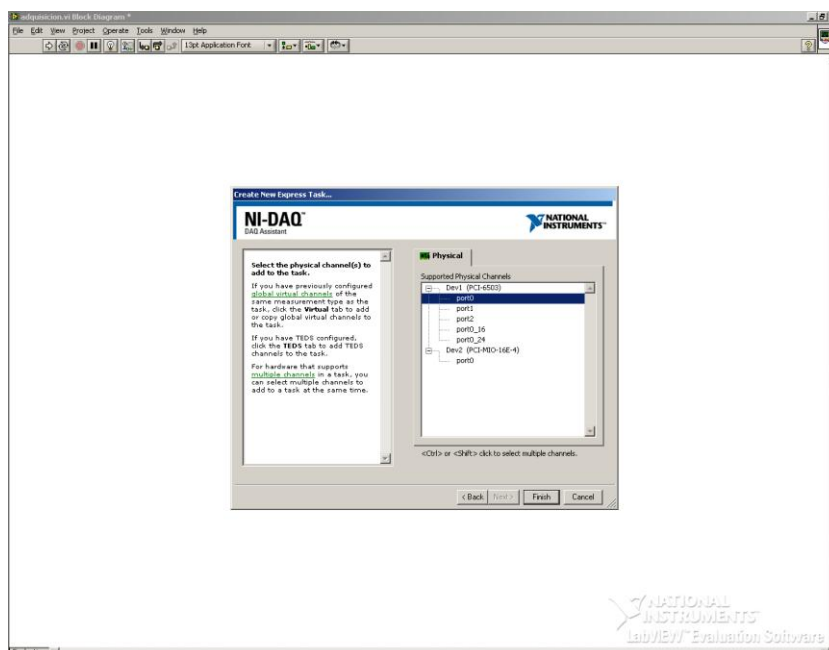 adquisicion.vi Block Diagram *
File Edit View Project Operate Tools Window Help
13pt Application Font
Create New Express Task...
NI-DAQ™
DAQ Assistant
NATIONAL INSTRUMENTS™
Select the physical channel(s) to
add to the task.
If you have previously configured
global virtual channels of the
same measurement type as the
task, click the Virtual tab to add
or copy global virtual channels to
the task.
If you have TEDS configured,
click the TEDS tab to add TEDS
channels to the task.
For hardware that supports
multiple channels in a task, you
can select multiple channels to
add to a task at the same time.
Physical
Supported Physical Channels
Dev1 (PCI-6503)
port0
port1
port2
port0_16
port0_24
Dev2 (PCI-MIO-16E-4)
port0
<Ctrl> or <Shift> click to select multiple channels.
< Back Next > Finish Cancel
NATIONAL
INSTRUMENTS
LabVIEW™ Evaluation Software